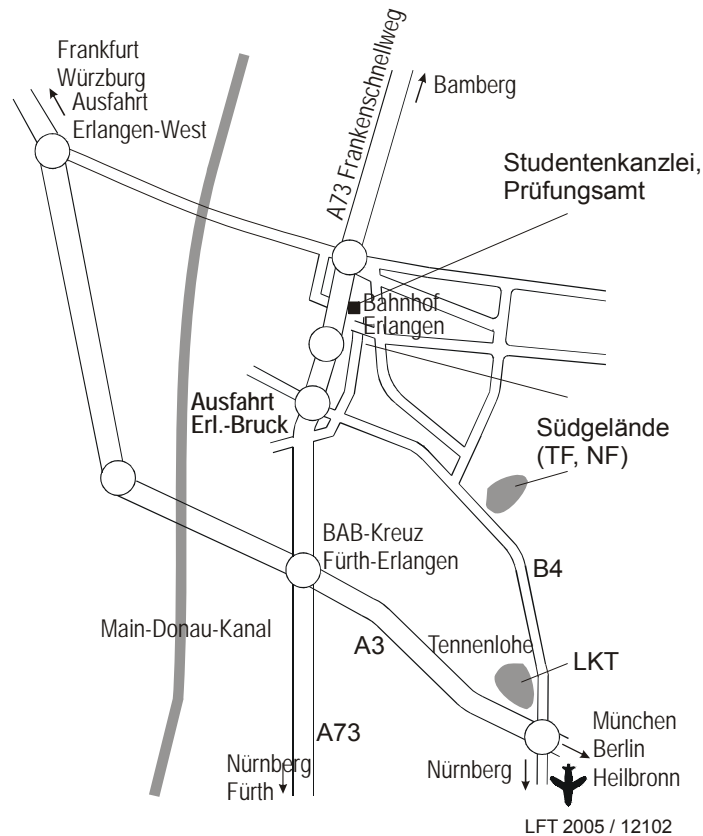 Frankfurt
Würzburg
Ausfahrt
Erlangen-West
A73 Frankenschnellweg
Bamberg
Studentenkanzlei,
Prüfungsamt
Bahnhof
Erlangen
Ausfahrt
Erl.-Bruck
Südgelände
(TF, NF)
BAB-Kreuz
Fürth-Erlangen
B4
Main-Donau-Kanal
A3
Tennenlohe
LKT
A73
München
Berlin
Heilbronn
Nürnberg
Fürth
Nürnberg
LFT 2005 / 12102